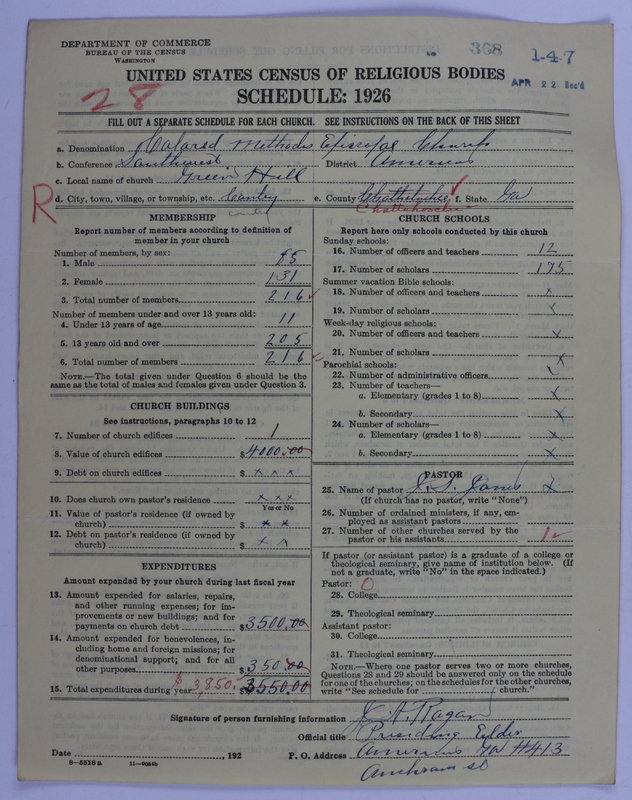 DEPARTMENT OF COMMERCE
BUREAU OF THE CENSUS
WASHINGTON
368
1-4-7
APR 22 Rec'd
28
UNITED STATES CENSUS OF RELIGIOUS BODIES
SCHEDULE: 1926
FILL OUT A SEPARATE SCHEDULE FOR EACH CHURCH. SEE INSTRUCTIONS ON THE BACK OF THIS SHEET
a. Denomination Colored Methodis Episcopal Church
b. Conference Southwest District Americus
c. Local name of church Green Hill
R
d. City, town, village, or township, etc. Country e. County Chattahochee f. State Ga
Chattahoochee
MEMBERSHIP
Report number of members according to definition of member in your church
Number of members, by sex:
1. Male 85
2. Female 131
3. Total number of members 216
Number of members under and over 13 years old:
4. Under 13 years of age 11
5. 13 years old and over 205
6. Total number of members 216
NOTE.—The total given under Question 6 should be the same as the total of males and females given under Question 3.
CHURCH BUILDINGS
See instructions, paragraphs 10 to 12
7. Number of church edifices 1
8. Value of church edifices $4000.00
9. Debt on church edifices $ x x x
10. Does church own pastor's residence x x x
Yes or No
11. Value of pastor's residence (if owned by church) $ x x
12. Debt on pastor's residence (if owned by church) $ x x
EXPENDITURES
Amount expended by your church during last fiscal year
13. Amount expended for salaries, repairs, and other running expenses; for improvements or new buildings; and for payments on church debt $3500.00
14. Amount expended for benevolences, including home and foreign missions; for denominational support; and for all other purposes $350.00
15. Total expenditures during year $3,850. $3550.00
CHURCH SCHOOLS
Report here only schools conducted by this church
Sunday schools:
16. Number of officers and teachers 12
17. Number of scholars 175
Summer vacation Bible schools:
18. Number of officers and teachers x
19. Number of scholars x
Week-day religious schools:
20. Number of officers and teachers x
21. Number of scholars x
Parochial schools:
22. Number of administrative officers
23. Number of teachers—
a. Elementary (grades 1 to 8) x
b. Secondary x
24. Number of scholars—
a. Elementary (grades 1 to 8) x
b. Secondary x
PASTOR
25. Name of pastor J. S. Jones x
(If church has no pastor, write "None")
26. Number of ordained ministers, if any, employed as assistant pastors
27. Number of other churches served by the pastor or his assistants 1
If pastor (or assistant pastor) is a graduate of a college or theological seminary, give name of institution below. (If not a graduate, write "No" in the space indicated.)
Pastor: 0
28. College
29. Theological seminary
Assistant pastor:
30. College
31. Theological seminary
NOTE.—Where one pastor serves two or more churches, Questions 28 and 29 should be answered only on the schedule for one of the churches; on the schedules for the other churches, write "See schedule for church."
Signature of person furnishing information A. Ragan
Official title Presiding Elder
Date , 192 P. O. Address Americus Ga #413
8-5518 a 11-9054b